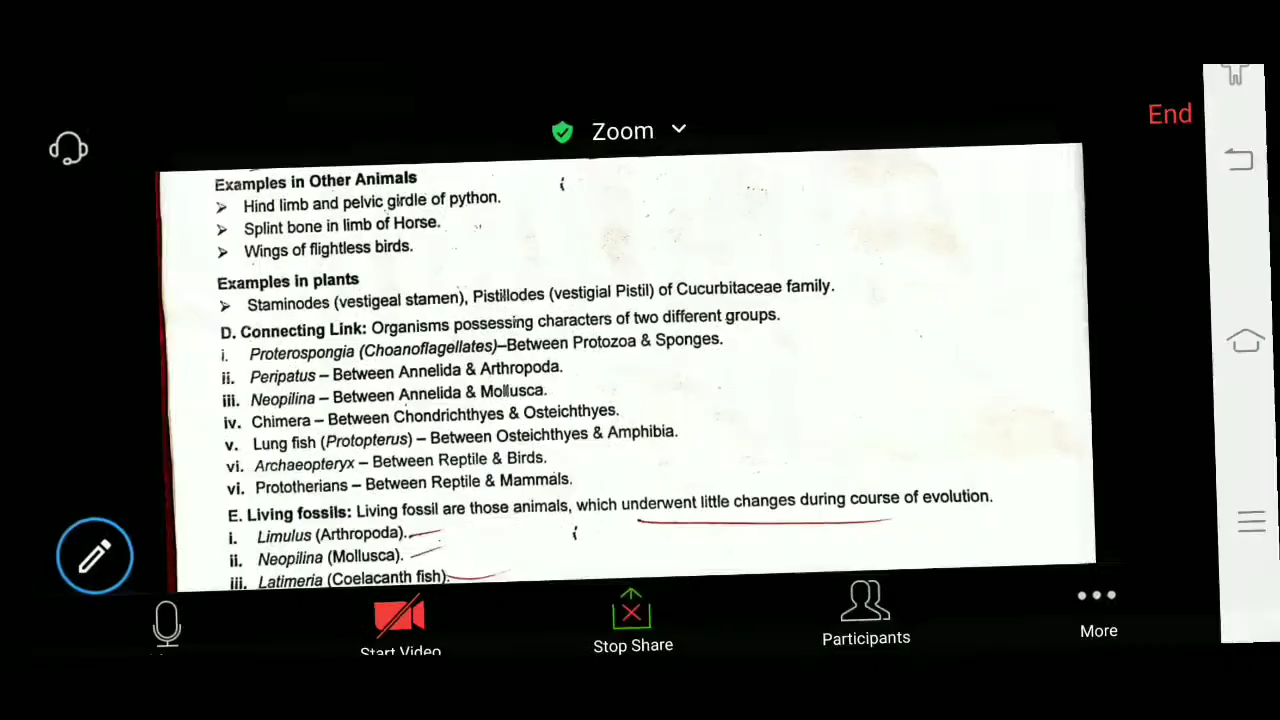 End
Zoom
Examples in Other Animals
➢ Hind limb and pelvic girdle of python.
➢ Splint bone in limb of Horse.
➢ Wings of flightless birds.
Examples in plants
➢ Staminodes (vestigeal stamen), Pistillodes (vestigial Pistil) of Cucurbitaceae family.
D. Connecting Link: Organisms possessing characters of two different groups.
i. Proterospongia (Choanoflagellates)–Between Protozoa & Sponges.
ii. Peripatus – Between Annelida & Arthropoda.
iii. Neopilina – Between Annelida & Mollusca.
iv. Chimera – Between Chondrichthyes & Osteichthyes.
v. Lung fish (Protopterus) – Between Osteichthyes & Amphibia.
vi. Archaeopteryx – Between Reptile & Birds.
vi. Prototherians – Between Reptile & Mammals.
E. Living fossils: Living fossil are those animals, which underwent little changes during course of evolution.
i. Limulus (Arthropoda).
ii. Neopilina (Mollusca).
iii. Latimeria (Coelacanth fish).
Start Video
Stop Share
Participants
More